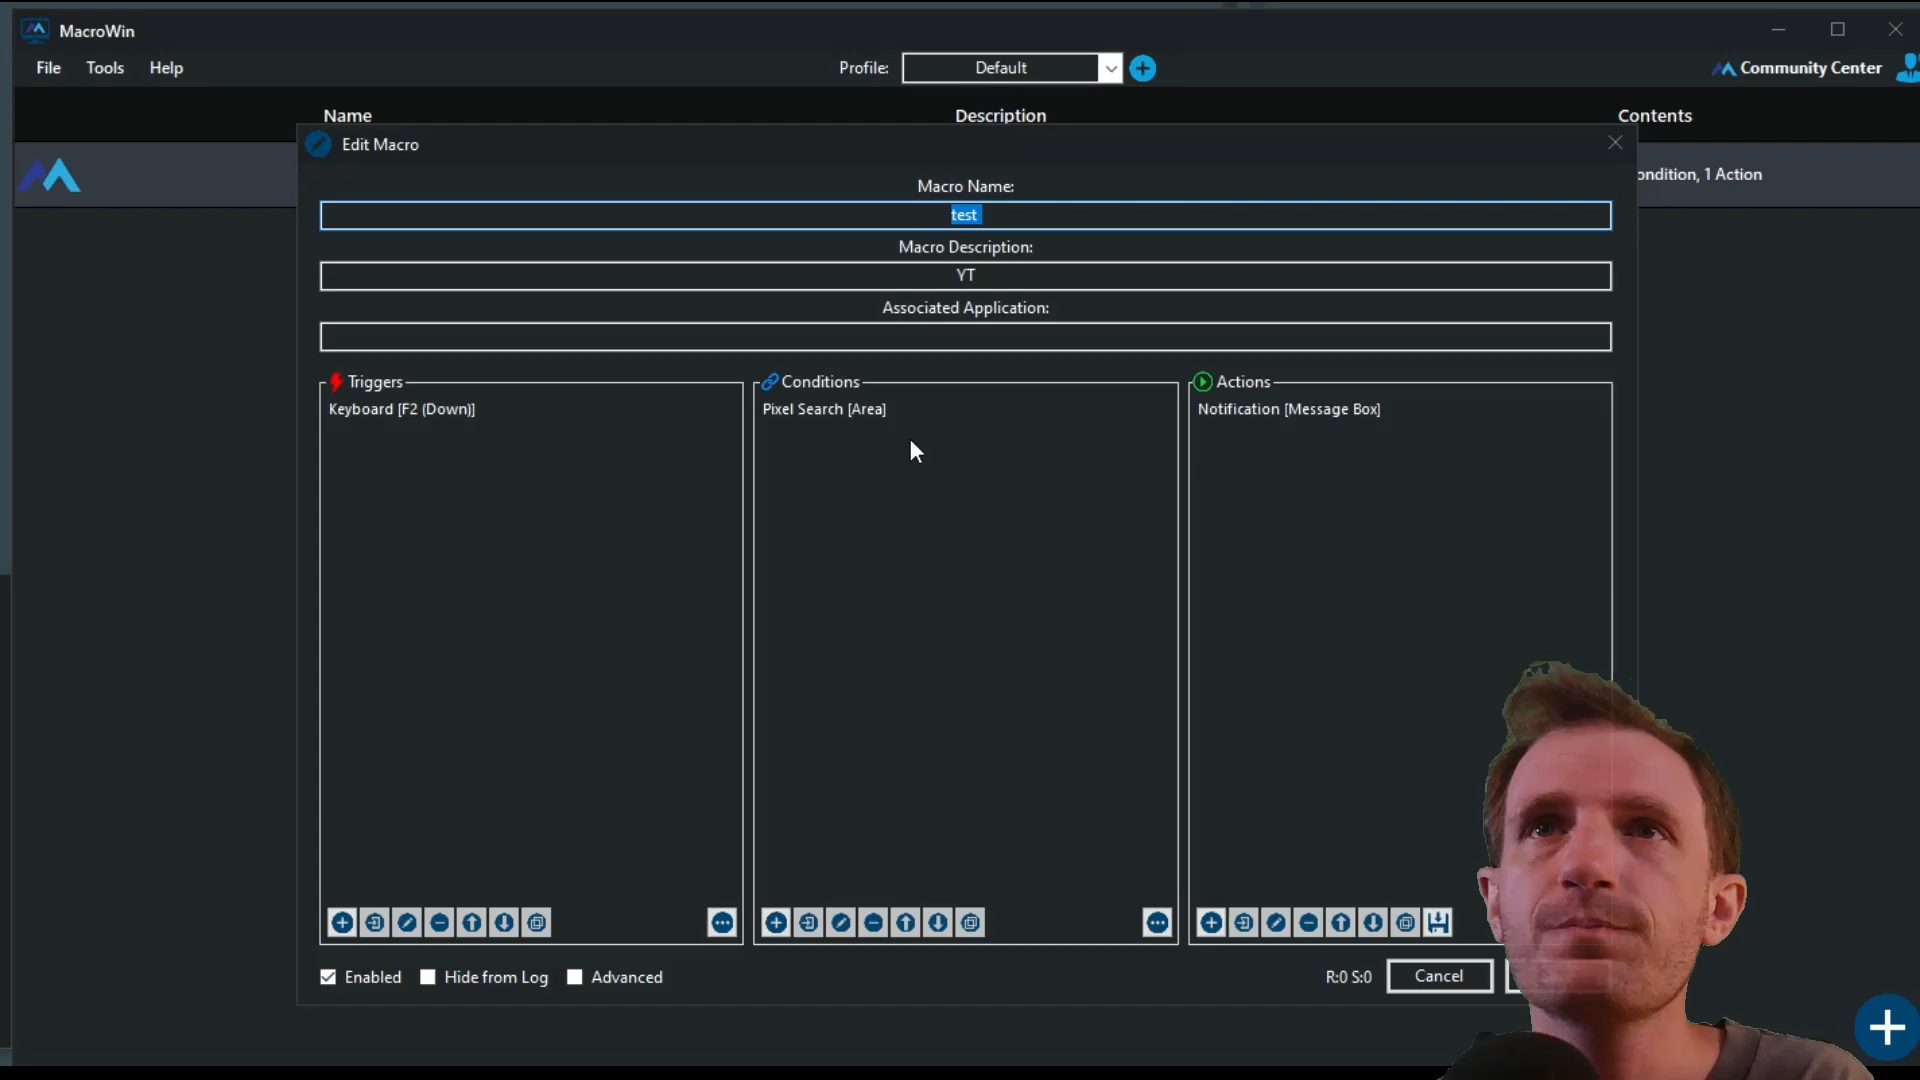 MacroWin
File Tools Help
Profile: Default
Community Center
Name Description Contents
Edit Macro
ondition, 1 Action
Macro Name:
test
Macro Description:
YT
Associated Application:
Triggers
Keyboard [F2 (Down)]
Conditions
Pixel Search [Area]
Actions
Notification [Message Box]
Enabled Hide from Log Advanced
R:0 S:0 Cancel